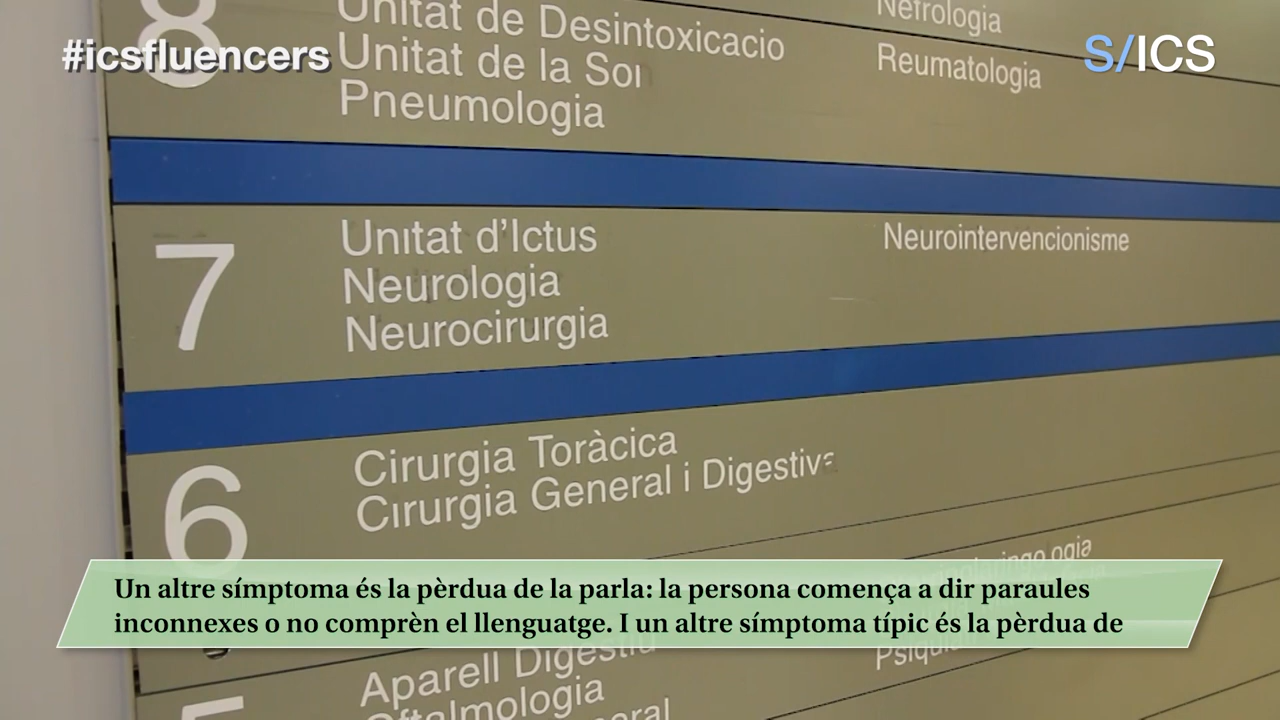 #icsfluencers
S/ICS
8
Unitat de Desintoxicacio
Unitat de la
Pneumologia
Nefrologia
Reumatologia
7
Unitat d'Ictus
Neurologia
Neurocirurgia
Neurointervencionisme
6
Cirurgia Toràcica
Cirurgia General i Digestiva
Un altre símptoma és la pèrdua de la parla: la persona comença a dir paraules
inconnexes o no comprèn el llenguatge. I un altre símptoma típic és la pèrdua de
5
Aparell Digestiu
Oftalmologia